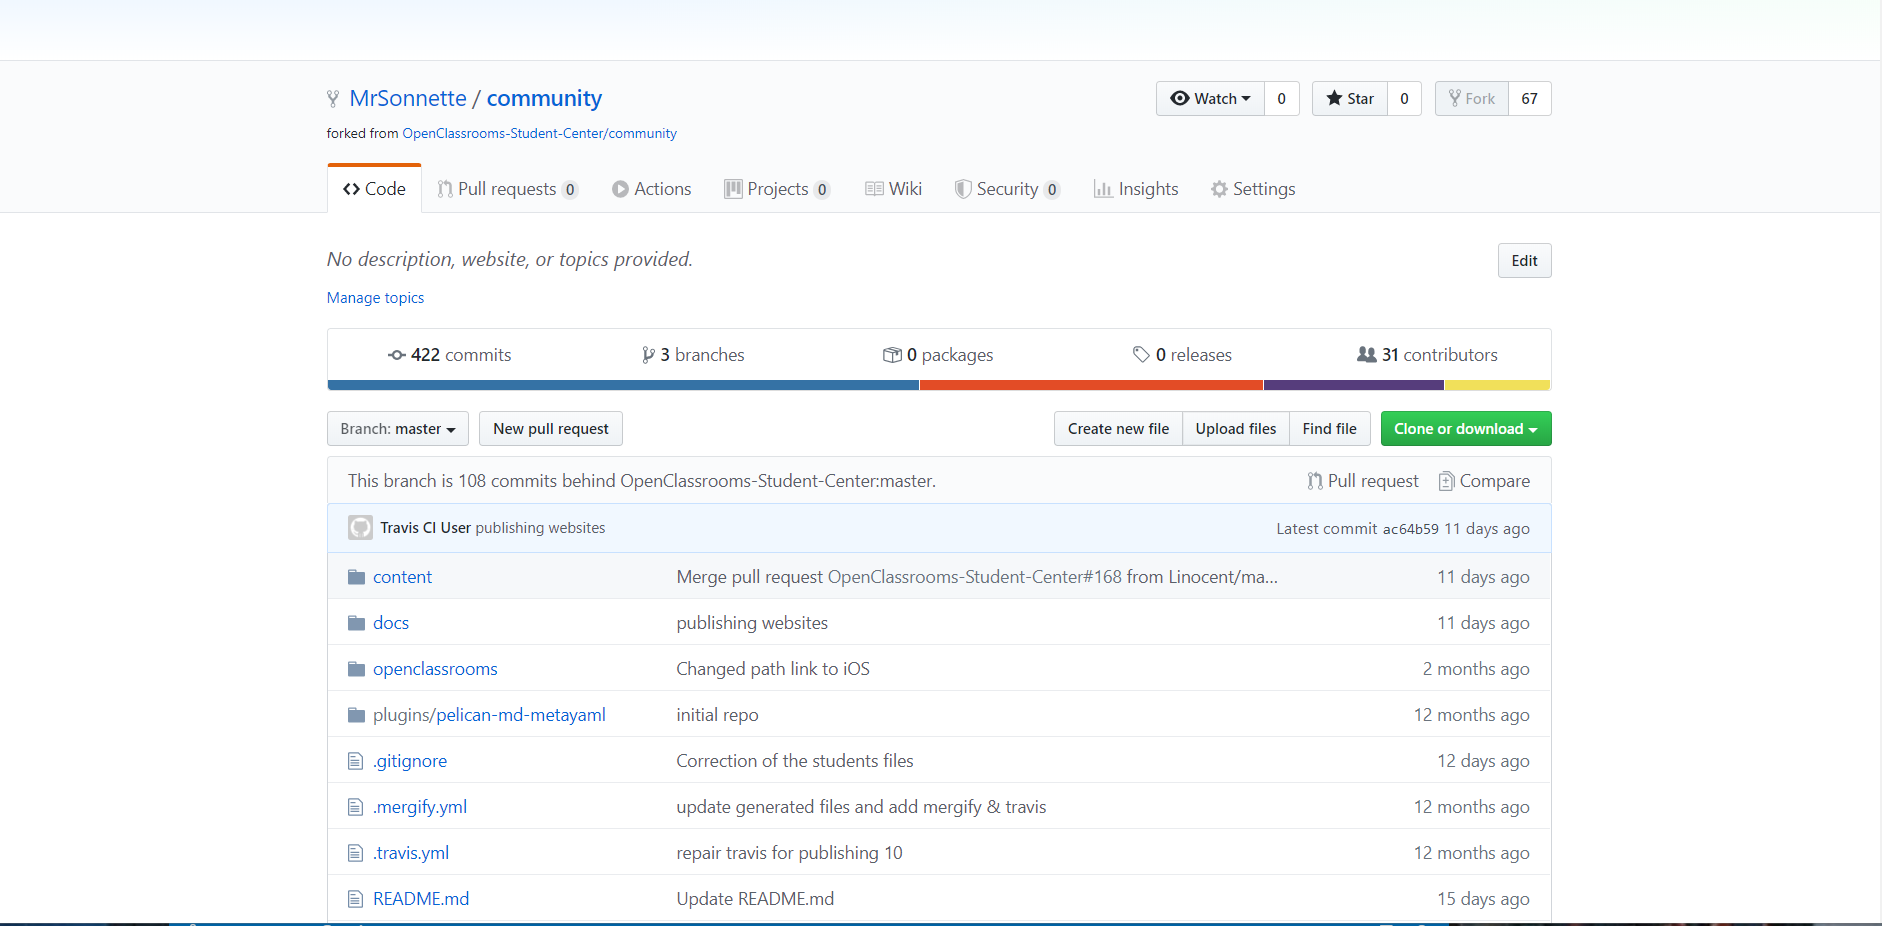 MrSonnette / community
Watch 0 Star 0 Fork 67
forked from OpenClassrooms-Student-Center/community
Code Pull requests 0 Actions Projects 0 Wiki Security 0 Insights Settings
No description, website, or topics provided.
Edit
Manage topics
422 commits 3 branches 0 packages 0 releases 31 contributors
Branch: master New pull request Create new file Upload files Find file Clone or download
This branch is 108 commits behind OpenClassrooms-Student-Center:master. Pull request Compare
Travis CI User publishing websites Latest commit ac64b59 11 days ago
content Merge pull request OpenClassrooms-Student-Center#168 from Linocent/ma... 11 days ago
docs publishing websites 11 days ago
openclassrooms Changed path link to iOS 2 months ago
plugins/pelican-md-metayaml initial repo 12 months ago
.gitignore Correction of the students files 12 days ago
.mergify.yml update generated files and add mergify & travis 12 months ago
.travis.yml repair travis for publishing 10 12 months ago
README.md Update README.md 15 days ago